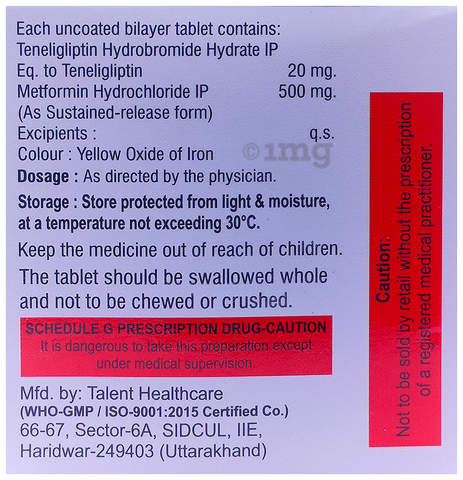 Each uncoated bilayer tablet contains:
Teneligliptin Hydrobromide Hydrate IP
Eq. to Teneligliptin 20 mg.
Metformin Hydrochloride IP 500 mg.
(As Sustained-release form)
Excipients : q.s.
Colour : Yellow Oxide of Iron
Dosage : As directed by the physician.
Storage : Store protected from light & moisture,
at a temperature not exceeding 30°C.
Keep the medicine out of reach of children.
The tablet should be swallowed whole
and not to be chewed or crushed.
SCHEDULE G PRESCRIPTION DRUG-CAUTION
It is dangerous to take this preparation except
under medical supervision.
Mfd. by: Talent Healthcare
(WHO-GMP / ISO-9001:2015 Certified Co.)
66-67, Sector-6A, SIDCUL, IIE,
Haridwar-249403 (Uttarakhand)
Caution:
Not to be sold by retail without the prescription
of a registered medical practitioner.
©1mg